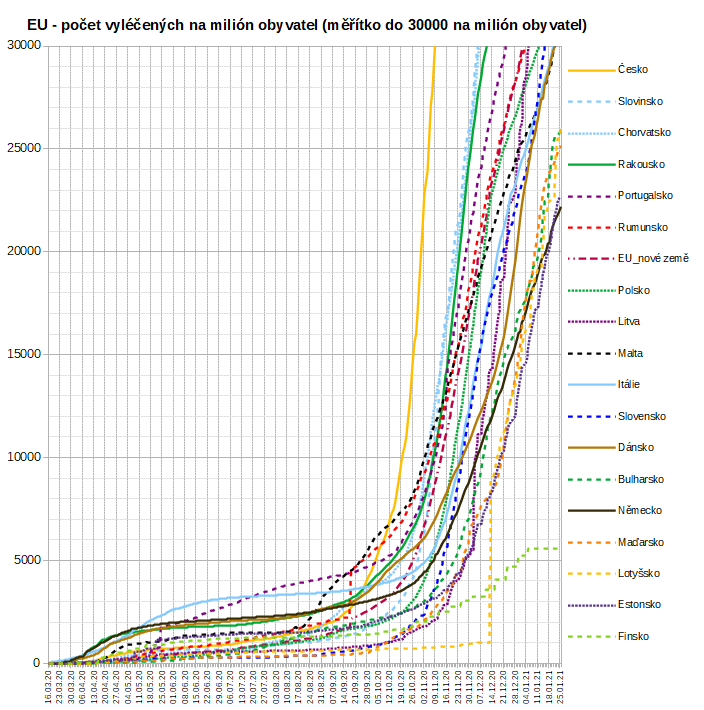 EU - počet vyléčených na milión obyvatel (měřítko do 30000 na milión obyvatel)
30000
25000
20000
15000
10000
5000
0
Česko
Slovinsko
Chorvatsko
Rakousko
Portugalsko
Rumunsko
EU_nové země
Polsko
Litva
Malta
Itálie
Slovensko
Dánsko
Bulharsko
Německo
Maďarsko
Lotyšsko
Estonsko
Finsko
16.03.20
23.03.20
30.03.20
06.04.20
13.04.20
20.04.20
27.04.20
04.05.20
11.05.20
18.05.20
25.05.20
01.06.20
08.06.20
15.06.20
22.06.20
29.06.20
06.07.20
13.07.20
20.07.20
27.07.20
03.08.20
10.08.20
17.08.20
24.08.20
31.08.20
07.09.20
14.09.20
21.09.20
28.09.20
05.10.20
12.10.20
19.10.20
26.10.20
02.11.20
09.11.20
16.11.20
23.11.20
30.11.20
07.12.20
14.12.20
21.12.20
28.12.20
04.01.21
11.01.21
18.01.21
25.01.21